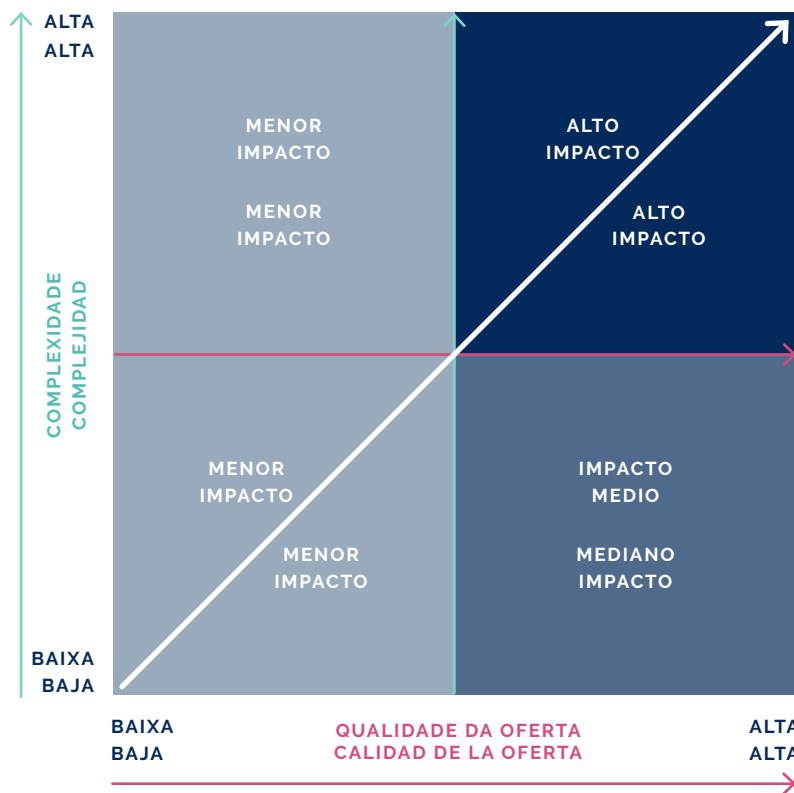 ALTA
ALTA
MENOR
IMPACTO
MENOR
IMPACTO
ALTO
IMPACTO
ALTO
IMPACTO
COMPLEXIDADE
COMPLEJIDAD
MENOR
IMPACTO
MENOR
IMPACTO
IMPACTO
MEDIO
MEDIANO
IMPACTO
BAIXA
BAJA
BAIXA
BAJA
QUALIDADE DA OFERTA
CALIDAD DE LA OFERTA
ALTA
ALTA